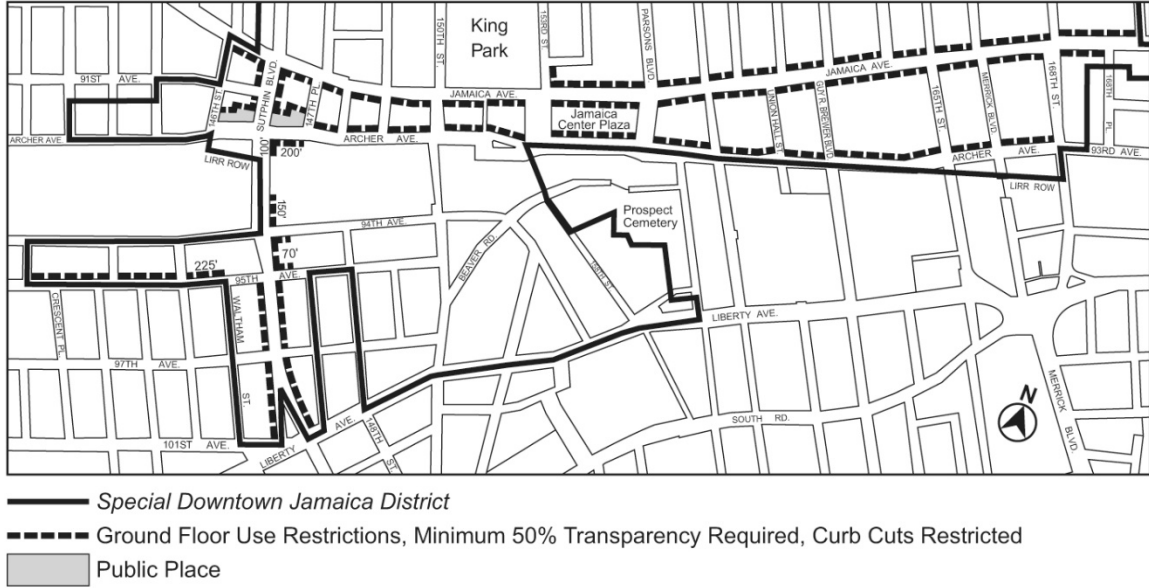 King
Park
150TH ST.
153RD ST.
PARSONS BLVD
91ST AVE.
SUTPHIN BLVD.
146TH ST.
147TH PL.
JAMAICA AVE.
JAMAICA AVE.
Jamaica
Center Plaza
UNION HALL ST.
GUY R. BREWER BLVD.
165TH ST.
MERRICK BLVD.
168TH ST.
168TH PL.
ARCHER AVE.
LIRR ROW
100'
200'
ARCHER AVE.
ARCHER AVE.
93RD AVE.
LIRR ROW
150'
94TH AVE.
Prospect
Cemetery
BEAVER RD.
70'
225'
95TH AVE.
CRESCENT PL.
WALTHAM ST.
97TH AVE.
LIBERTY AVE.
MERRICK BLVD.
N
SOUTH RD.
101ST AVE.
LIBERTY AVE.
148TH ST.
Special Downtown Jamaica District
Ground Floor Use Restrictions, Minimum 50% Transparency Required, Curb Cuts Restricted
Public Place